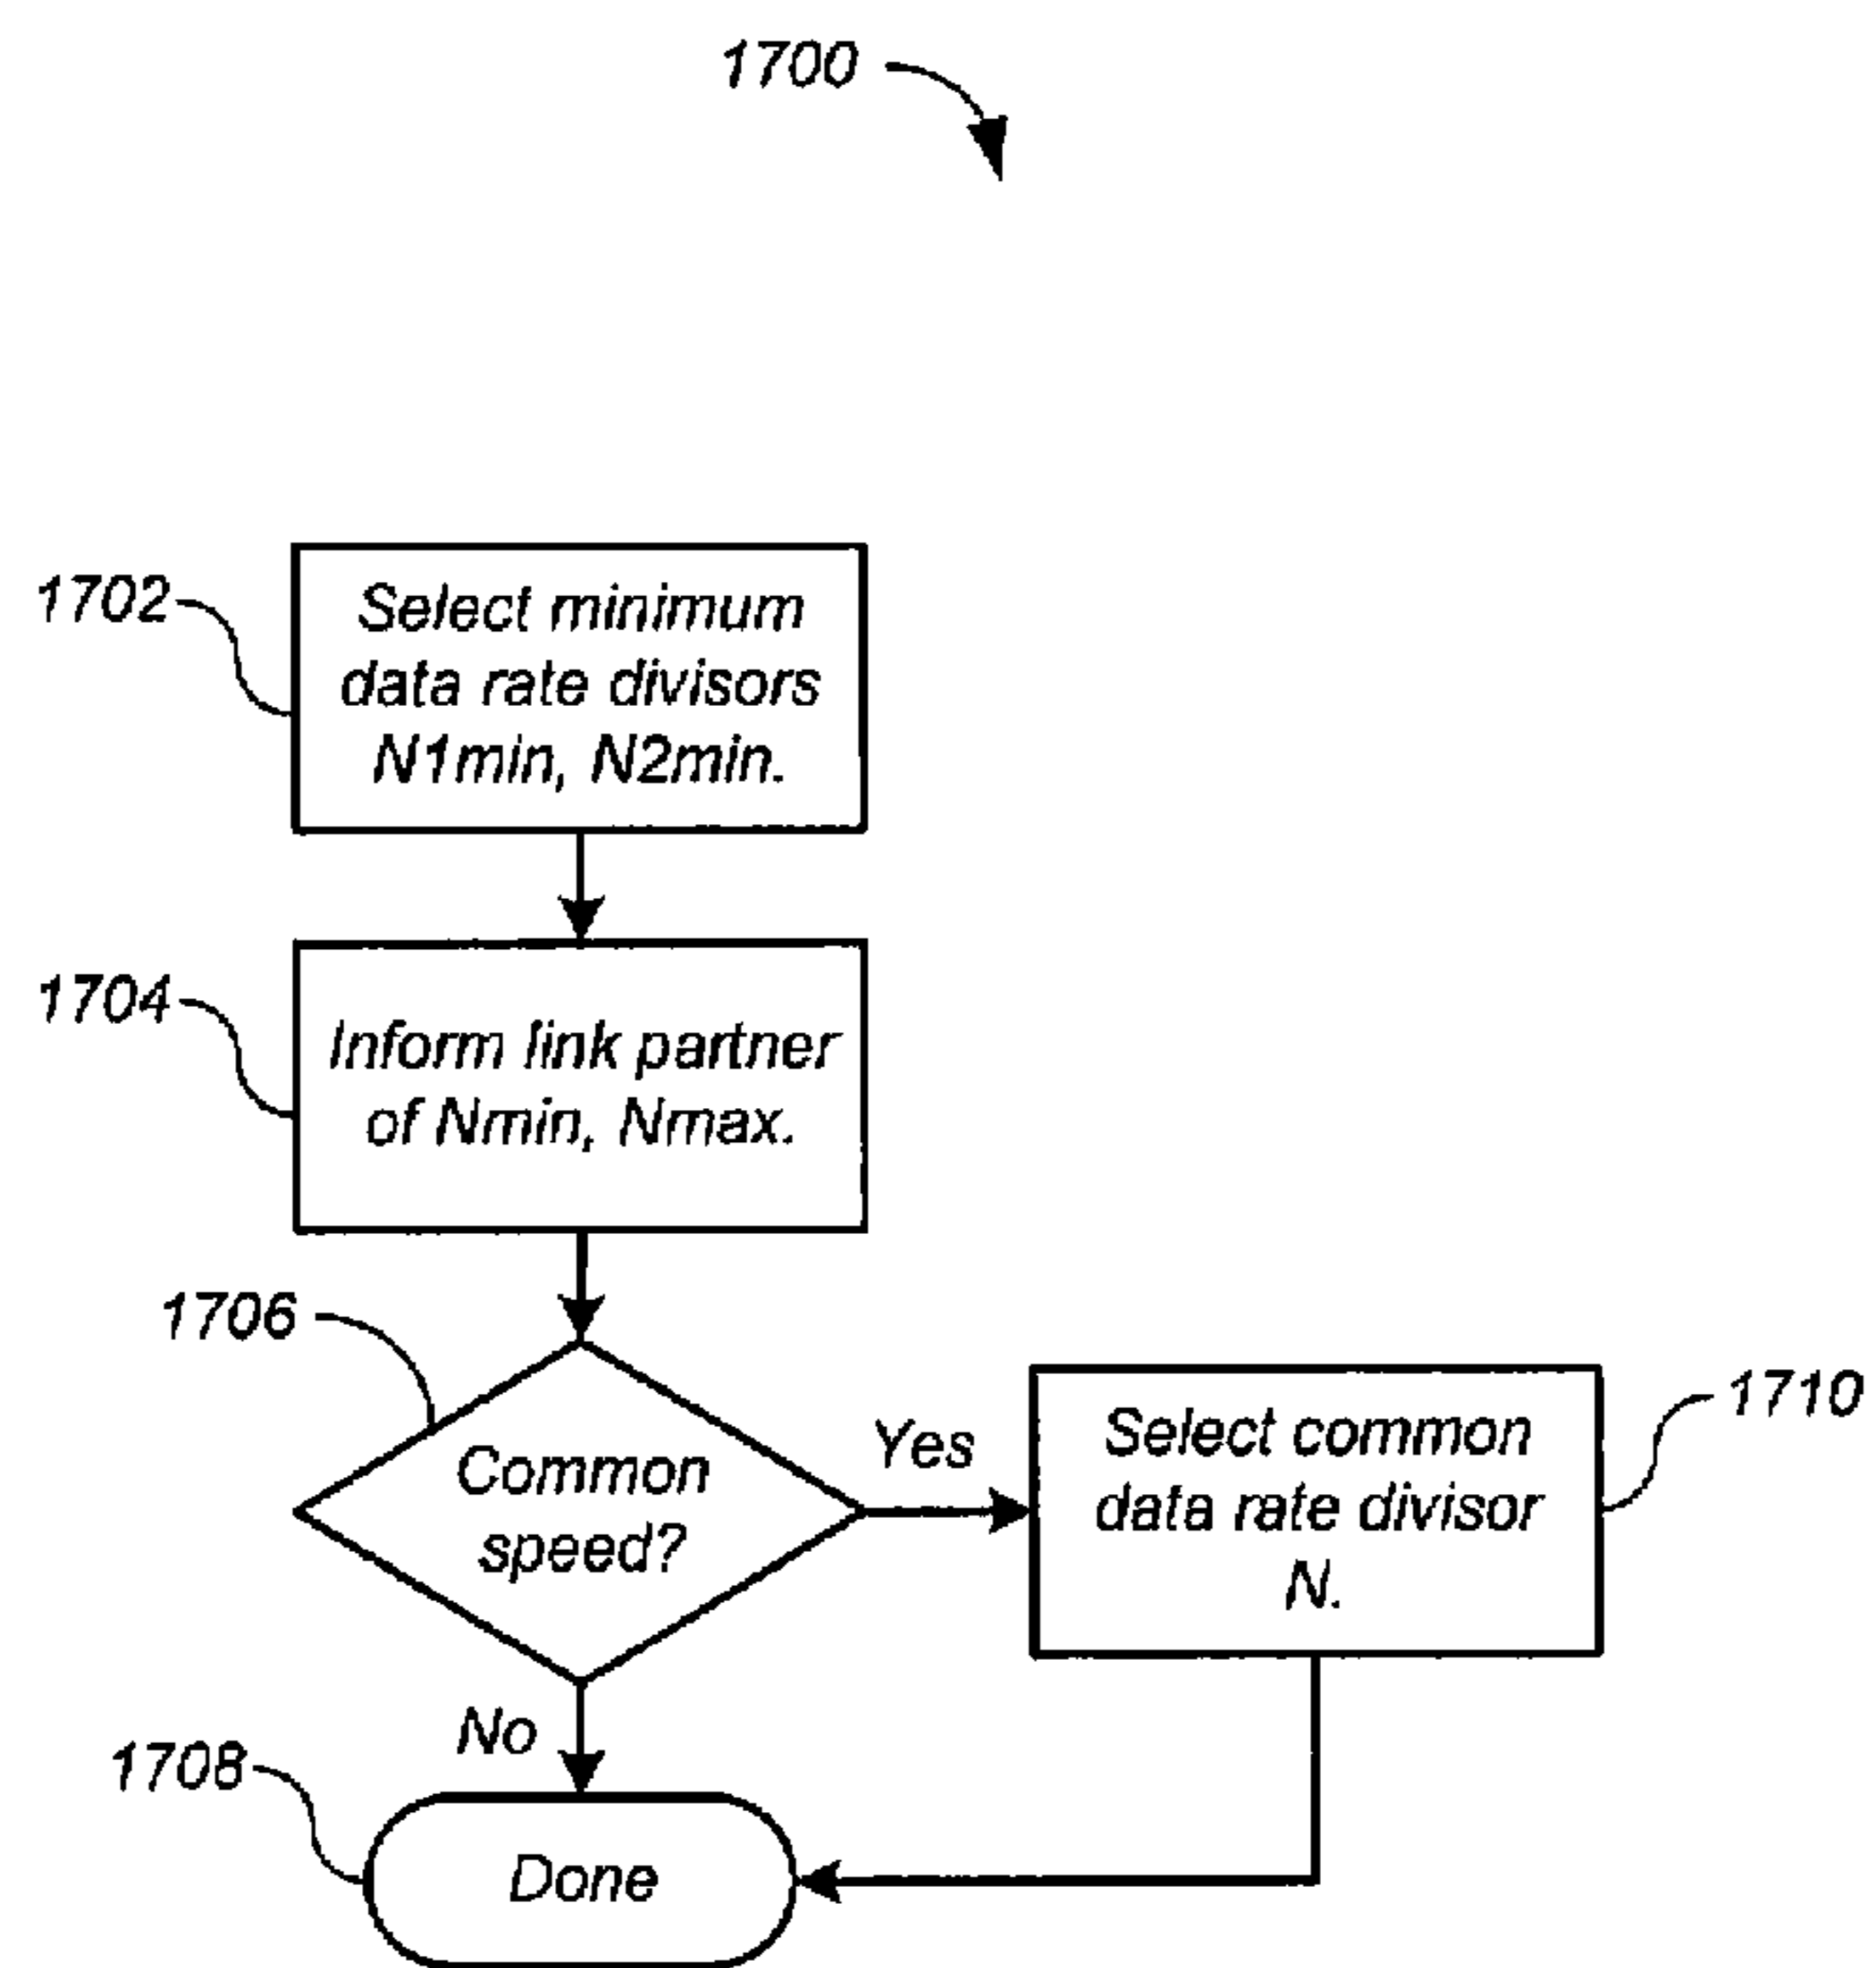 1700
1702
Select minimum
data rate divisors
N1min, N2min.
1704
Inform link partner
of Nmin, Nmax.
1706
Common
speed?
Yes
Select common
data rate divisor
N.
1710
No
1708
Done